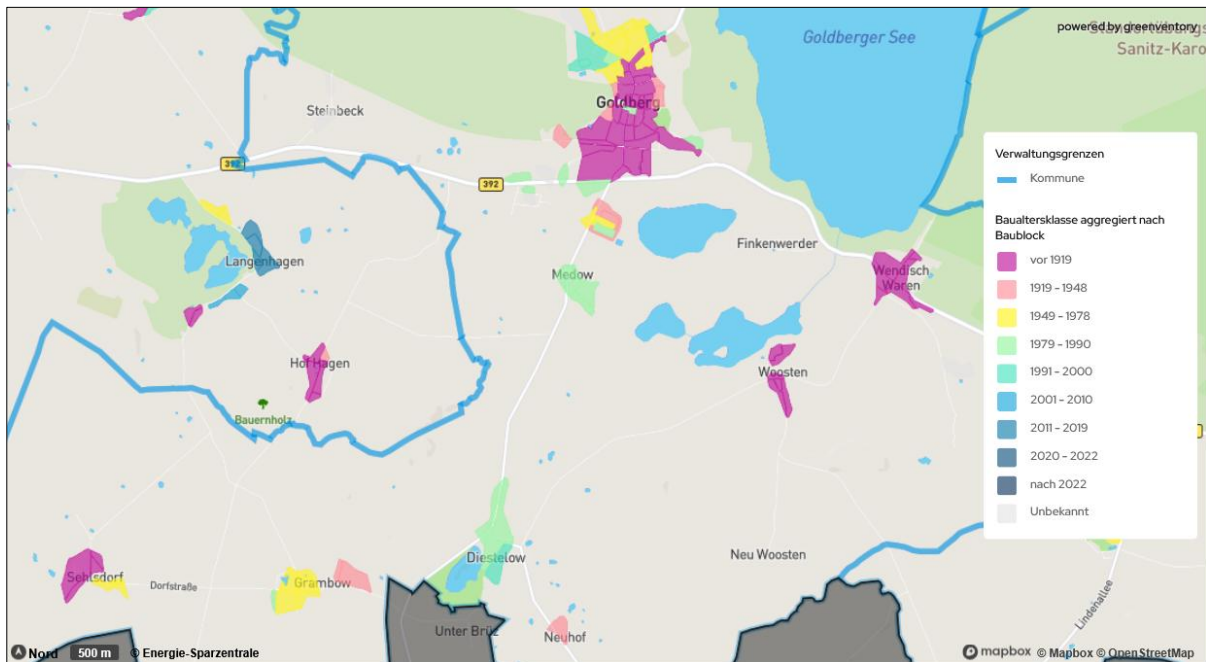 powered by greenventory
Standortübungs
Sanitz-Karo
Goldberger See
Goldberg
Steinbeck
392
392
Langenhagen
Finkenwerder
Medow
Wendisch
Waren
Hof Hagen
Bauernholz
Woosten
Verwaltungsgrenzen
Kommune
Baualtersklasse aggregiert nach
Baublock
vor 1919
1919 - 1948
1949 - 1978
1979 - 1990
1991 - 2000
2001 - 2010
2011 - 2019
2020 - 2022
nach 2022
Unbekannt
Diestelow
Neu Woosten
Sehlsdorf
Dorfstraße
Grambow
Lindehallee
Unter Brüz
Neuhof
Nord 500 m © Energie-Sparzentrale
mapbox © Mapbox © OpenStreetMap